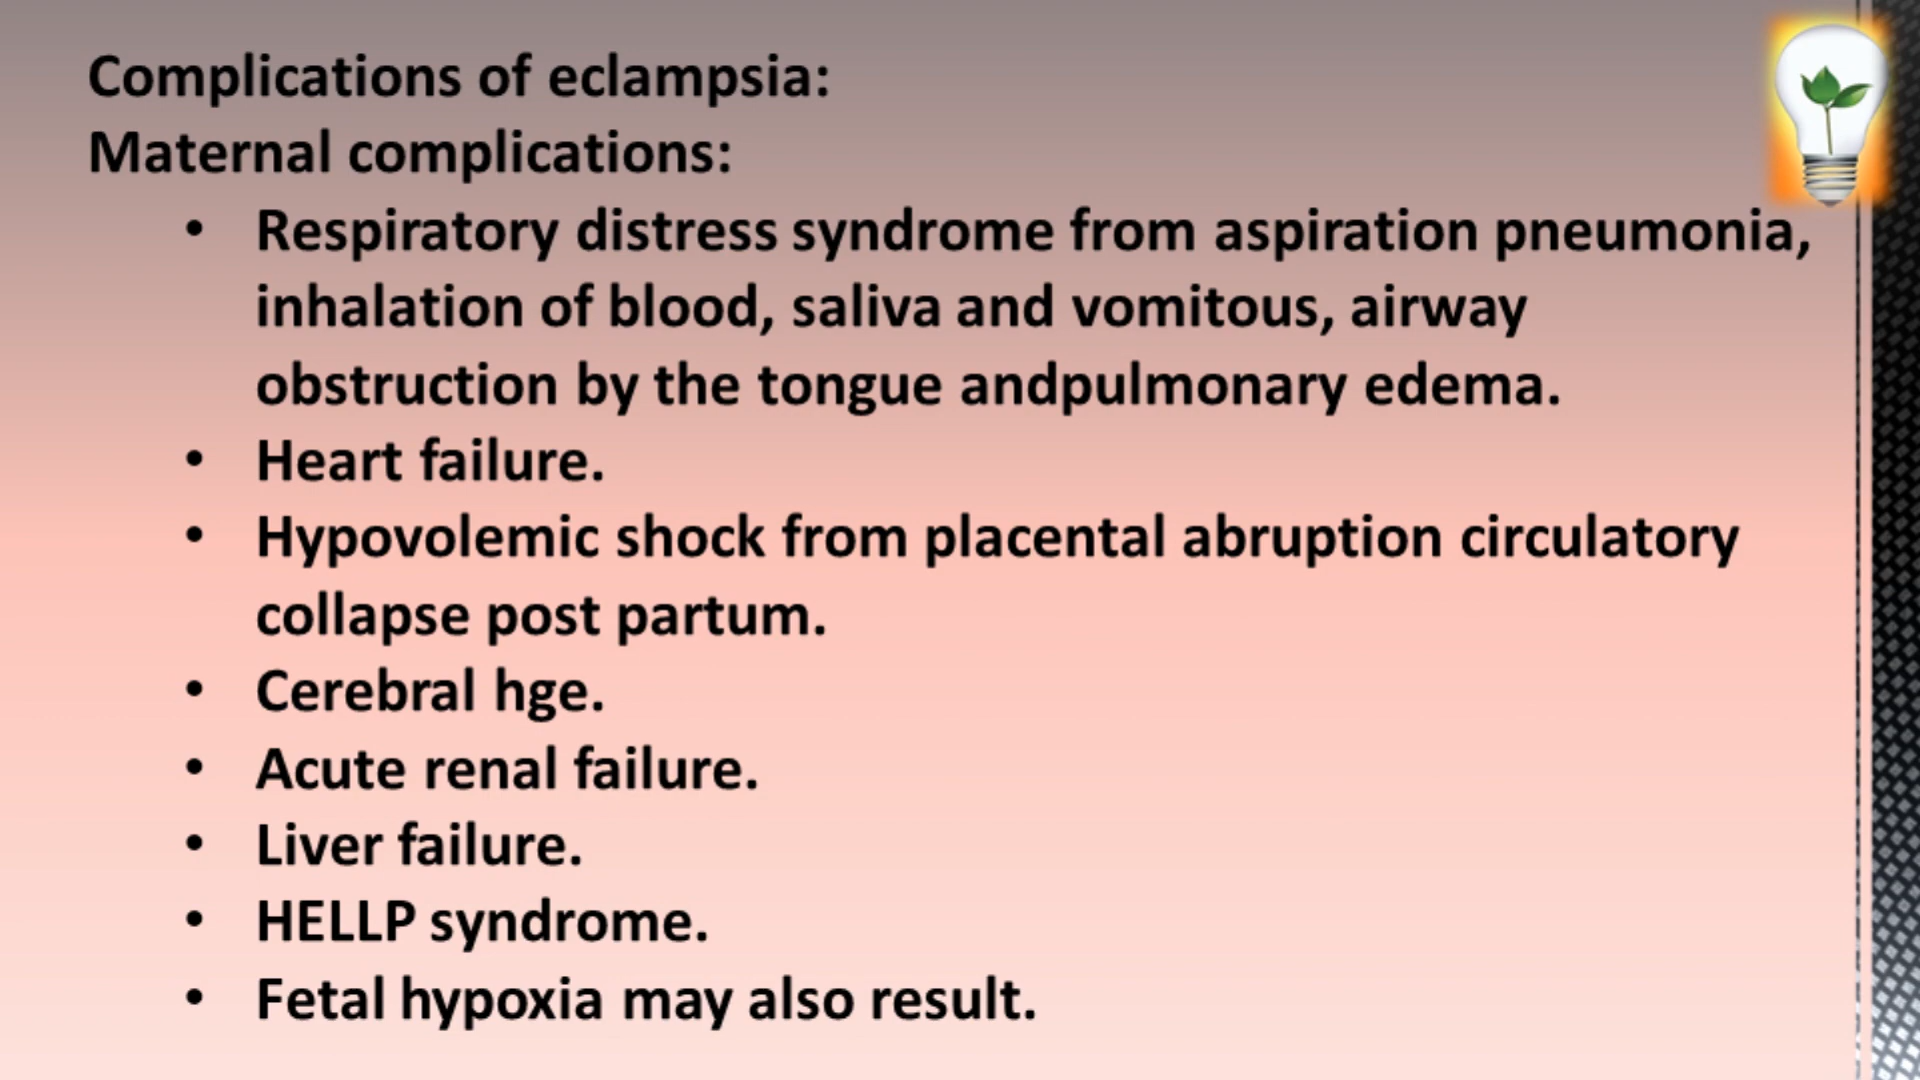 Complications of eclampsia:
Maternal complications:
• Respiratory distress syndrome from aspiration pneumonia,
inhalation of blood, saliva and vomitous, airway
obstruction by the tongue andpulmonary edema.
• Heart failure.
• Hypovolemic shock from placental abruption circulatory
collapse post partum.
• Cerebral hge.
• Acute renal failure.
• Liver failure.
• HELLP syndrome.
• Fetal hypoxia may also result.